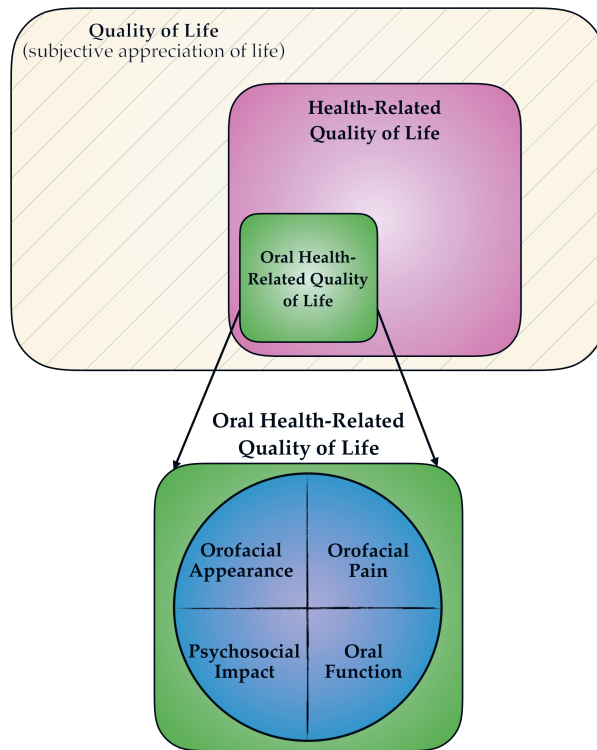 Quality of Life
(subjective appreciation of life)
Health-Related
Quality of Life
Oral Health-
Related Quality
of Life
Oral Health-Related
Quality of Life
Orofacial
Appearance
Orofacial
Pain
Psychosocial
Impact
Oral
Function